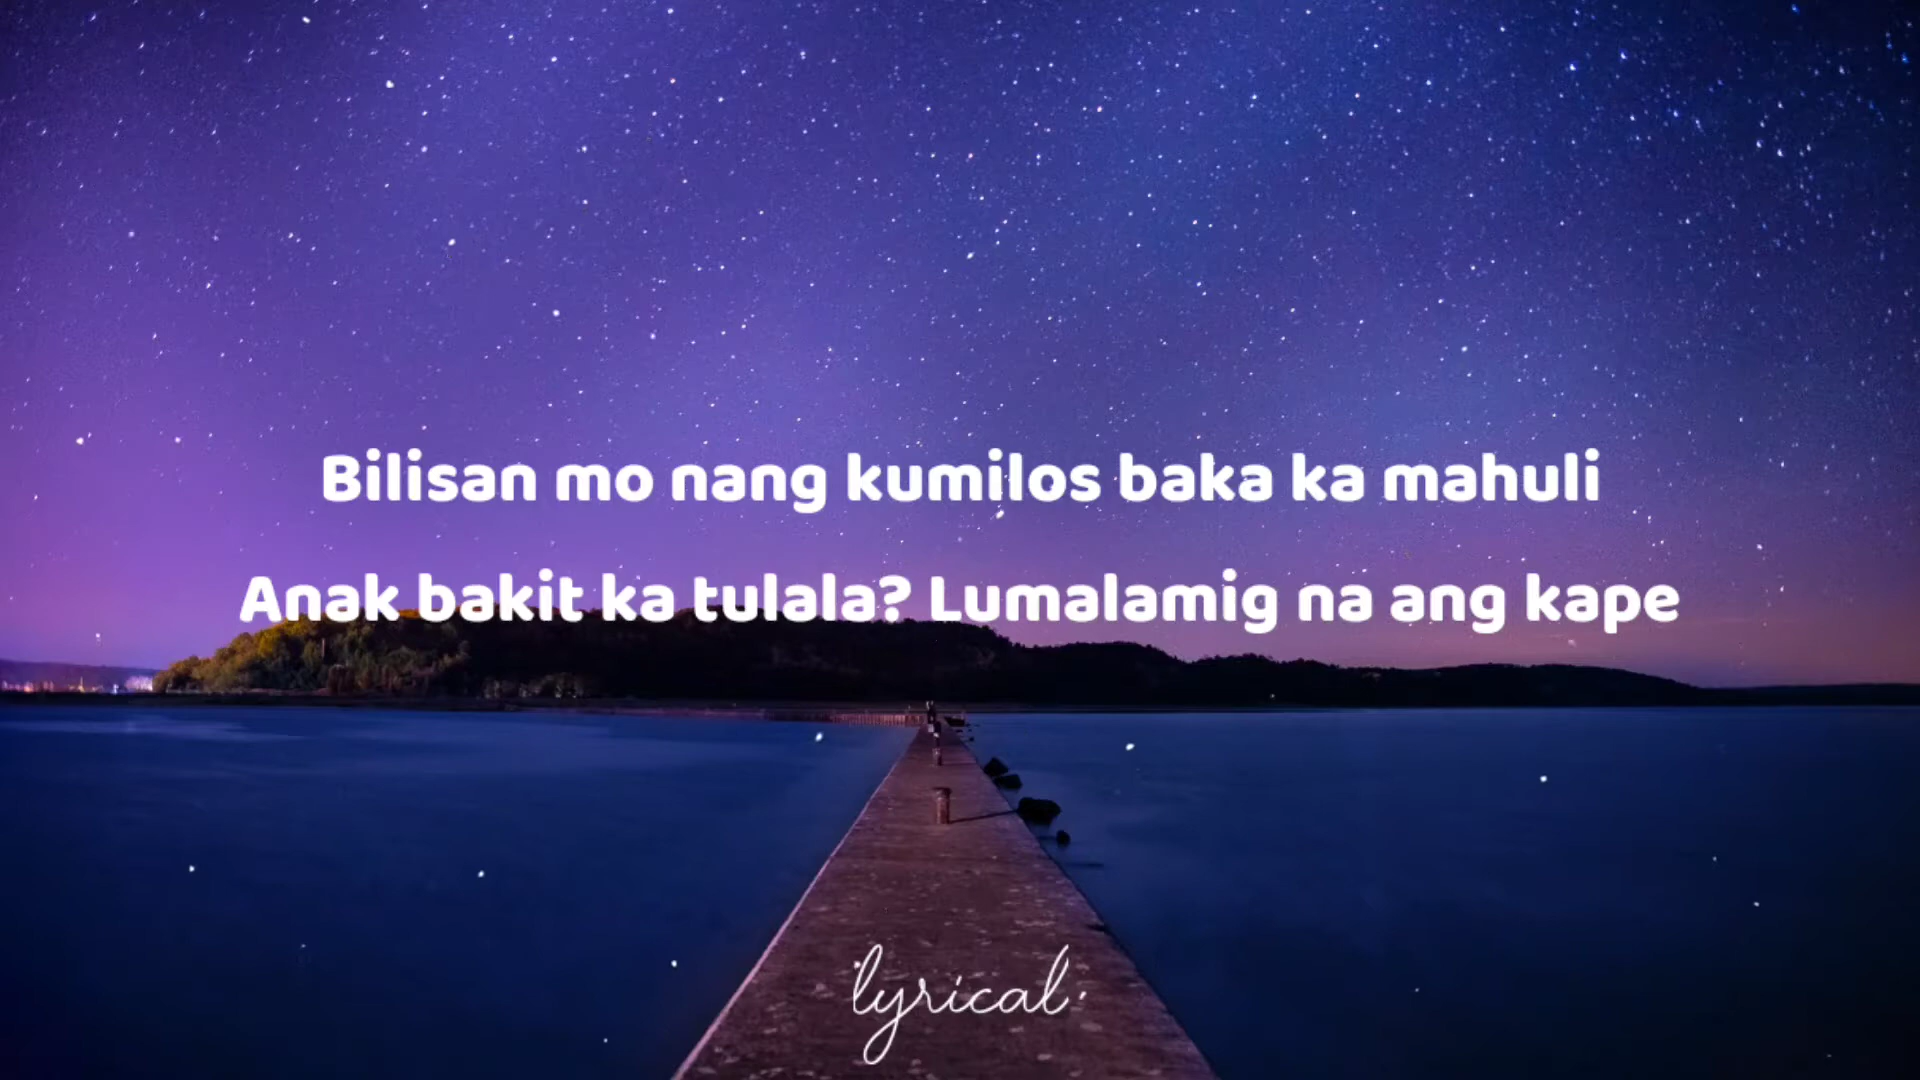 Bilisan mo nang kumilos baka ka mahuli
Anak bakit ka tulala? Lumalamig na ang kape
lyrical.